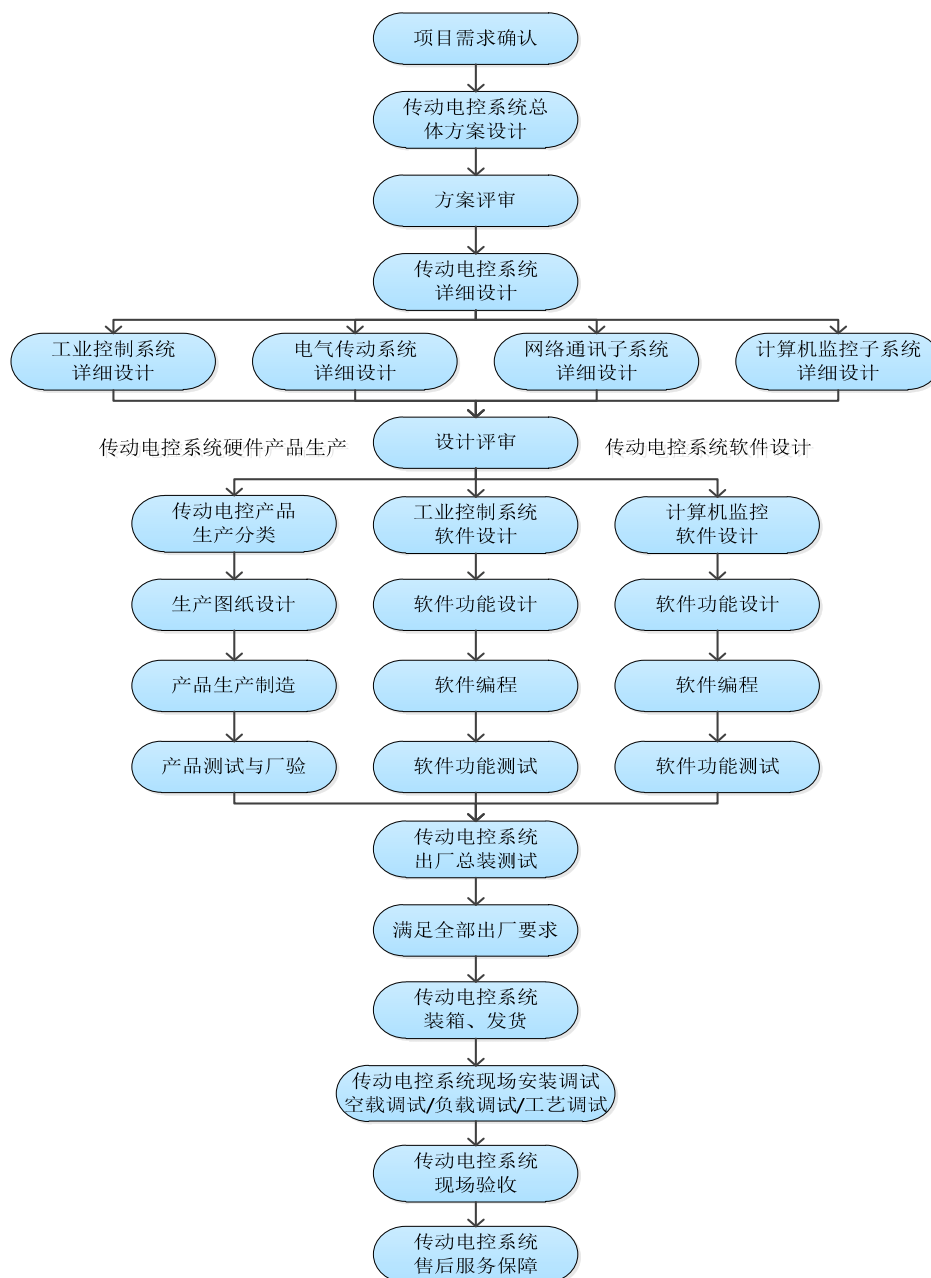 项目需求确认
传动电控系统总
体方案设计
方案评审
传动电控系统
详细设计
工业控制系统
详细设计
电气传动系统
详细设计
网络通讯子系统
详细设计
计算机监控子系统
详细设计
设计评审
传动电控系统硬件产品生产
传动电控系统软件设计
传动电控产品
生产分类
工业控制系统
软件设计
计算机监控
软件设计
生产图纸设计
软件功能设计
软件功能设计
产品生产制造
软件编程
软件编程
产品测试与厂验
软件功能测试
软件功能测试
传动电控系统
出厂总装测试
满足全部出厂要求
传动电控系统
装箱、发货
传动电控系统现场安装调试
空载调试/负载调试/工艺调试
传动电控系统
现场验收
传动电控系统
售后服务保障